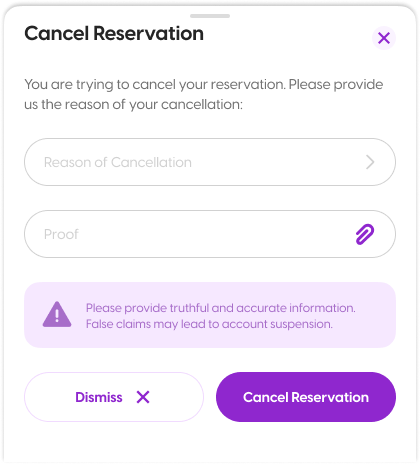 Cancel Reservation
You are trying to cancel your reservation. Please provide
us the reason of your cancellation:
Reason of Cancellation
Proof
Please provide truthful and accurate information.
False claims may lead to account suspension.
Dismiss
Cancel Reservation